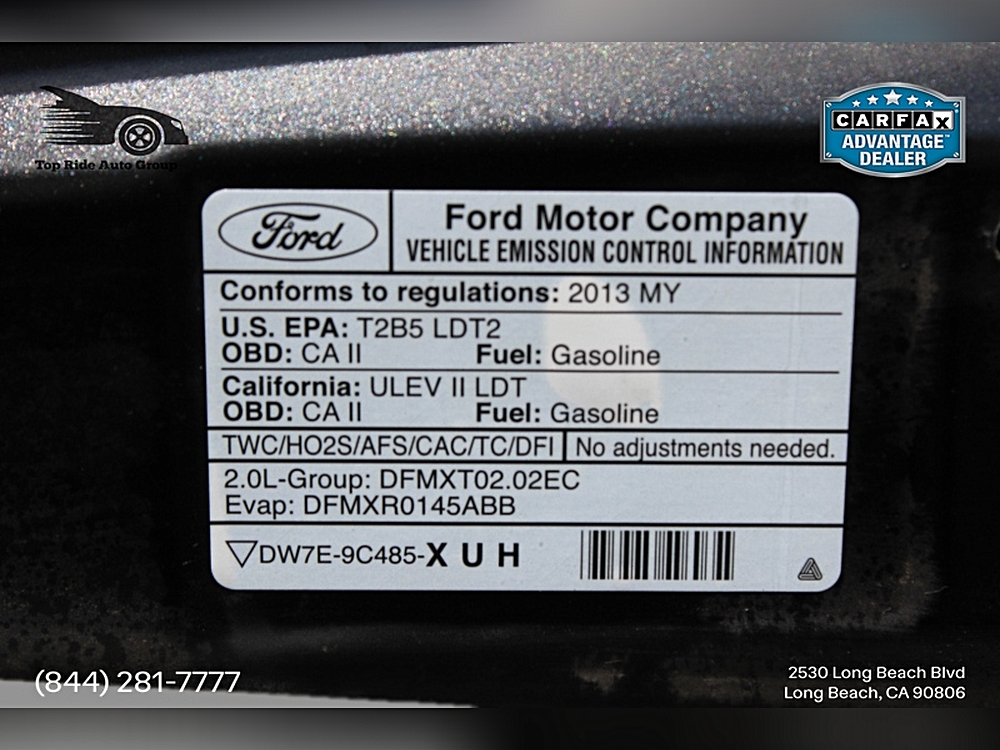 Top Ride Auto Group
CARFAX
ADVANTAGE™
DEALER
Ford
Ford Motor Company
VEHICLE EMISSION CONTROL INFORMATION
Conforms to regulations: 2013 MY
U.S. EPA: T2B5 LDT2
OBD: CA II Fuel: Gasoline
California: ULEV II LDT
OBD: CA II Fuel: Gasoline
TWC/HO2S/AFS/CAC/TC/DFI No adjustments needed.
2.0L-Group: DFMXT02.02EC
Evap: DFMXR0145ABB
DW7E-9C485-X U H
(844) 281-7777
2530 Long Beach Blvd
Long Beach, CA 90806